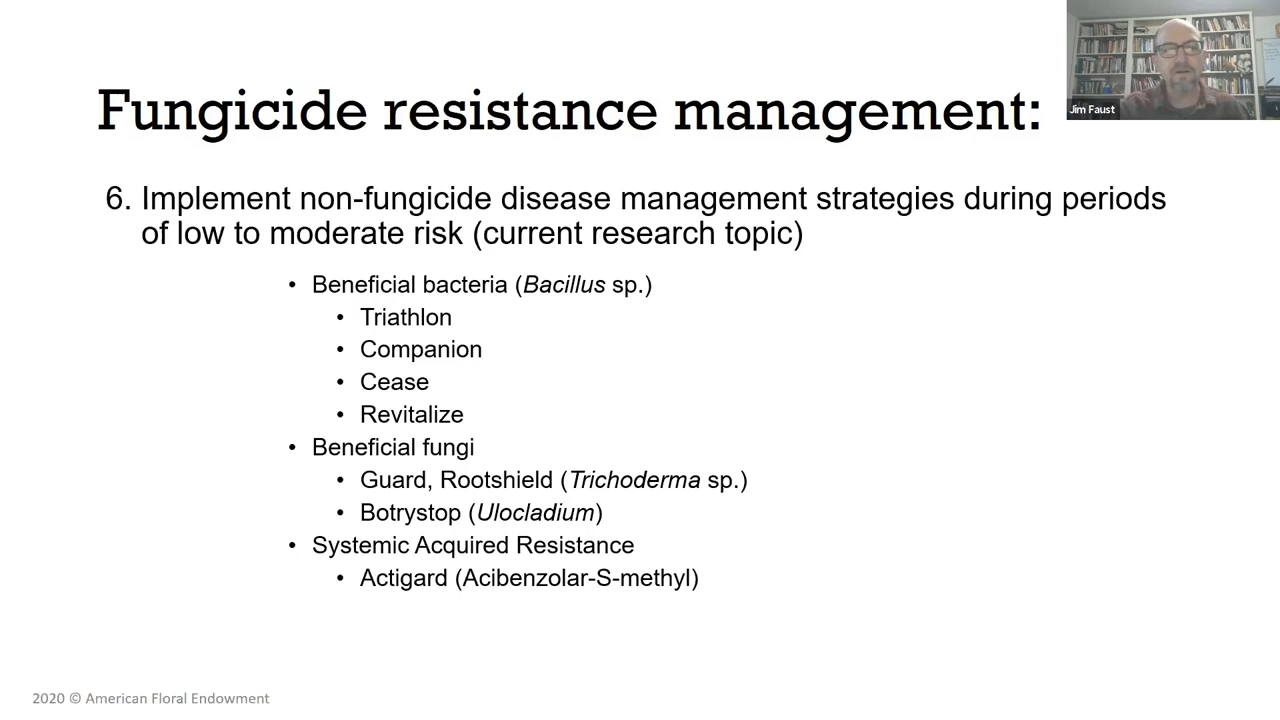 Fungicide resistance management:
Jim Faust
6. Implement non-fungicide disease management strategies during periods
of low to moderate risk (current research topic)
• Beneficial bacteria (Bacillus sp.)
• Triathlon
• Companion
• Cease
• Revitalize
• Beneficial fungi
• Guard, Rootshield (Trichoderma sp.)
• Botrystop (Ulocladium)
• Systemic Acquired Resistance
• Actigard (Acibenzolar-S-methyl)
2020 © American Floral Endowment